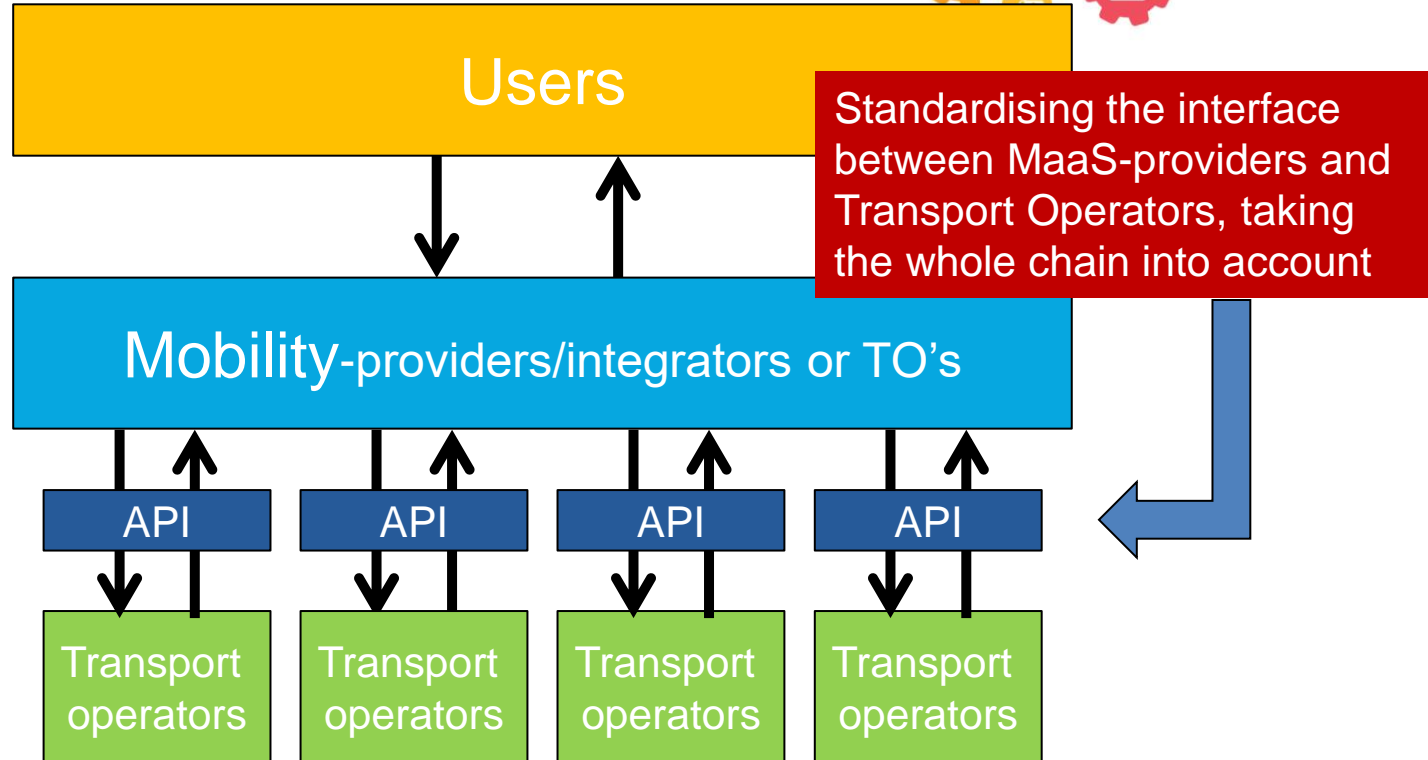 Users
Standardising the interface
between MaaS-providers and
Transport Operators, taking
the whole chain into account
Mobility-providers/integrators or TO’s
API
API
API
API
Transport
operators
Transport
operators
Transport
operators
Transport
operators